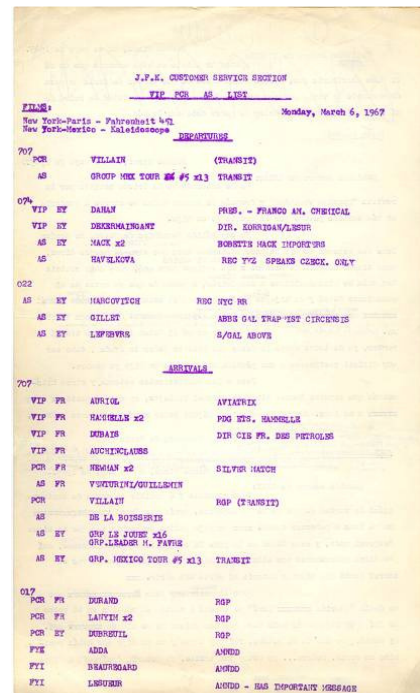 J.F.K. CUSTOMER SERVICE SECTION
VIP PCR AS LIST
FILMS: Monday, March 6, 1967
New York-Paris - Fahrenheit 451
New York-Mexico - Kaleidoscope
DEPARTURES
707
PCR VILLAIN (TRANSIT)
AS GROUP MEX TOUR #5 x13 TRANSIT
074
VIP EY DAHAN PRES. - FRANCO AM. CHEMICAL
VIP EY DEKERMAINGANT DIR. KORRIGAN/LESUR
AS EY MACK x2 BOBETTE MACK IMPORTERS
AS HAVELKOVA REC SPEAKS CZECK. ONLY
022
AS EY MARCOVITCH REC NYC RR
AS EY GILLET ABBE GAL TRAPPIST CIRCENSIS
AS EY LEFEBVRE S/GAL ABOVE
ARRIVALS
707
VIP FR AURIOL AVIATRIX
VIP FR HAMMELLE x2 PDG ETS. HAMMELLE
VIP FR DUBAIS DIR CIE FR. DES PETROLES
VIP FR AUCHINCLAUSS
PCR FR NEWMAN x2 SILVER MATCH
AS FR VENTURINI/GUILLEMIN
PCR VILLAIN RGP (TRANSIT)
AS DE LA BOISSERIE
AS EY GRP LE JOUET x16
GRP.LEADER M. FAVRE
AS EY GRP. MEXICO TOUR #5 x13 TRANSIT
017
PCR FR DURAND RGP
PCR FR LANVIN x2 RGP
PCR EY DUBREUIL RGP
FYE ADDA AMNDD
FYI BEAUREGARD AMNDD
FYI LESUEUR AMNDD - HAS IMPORTANT MESSAGE